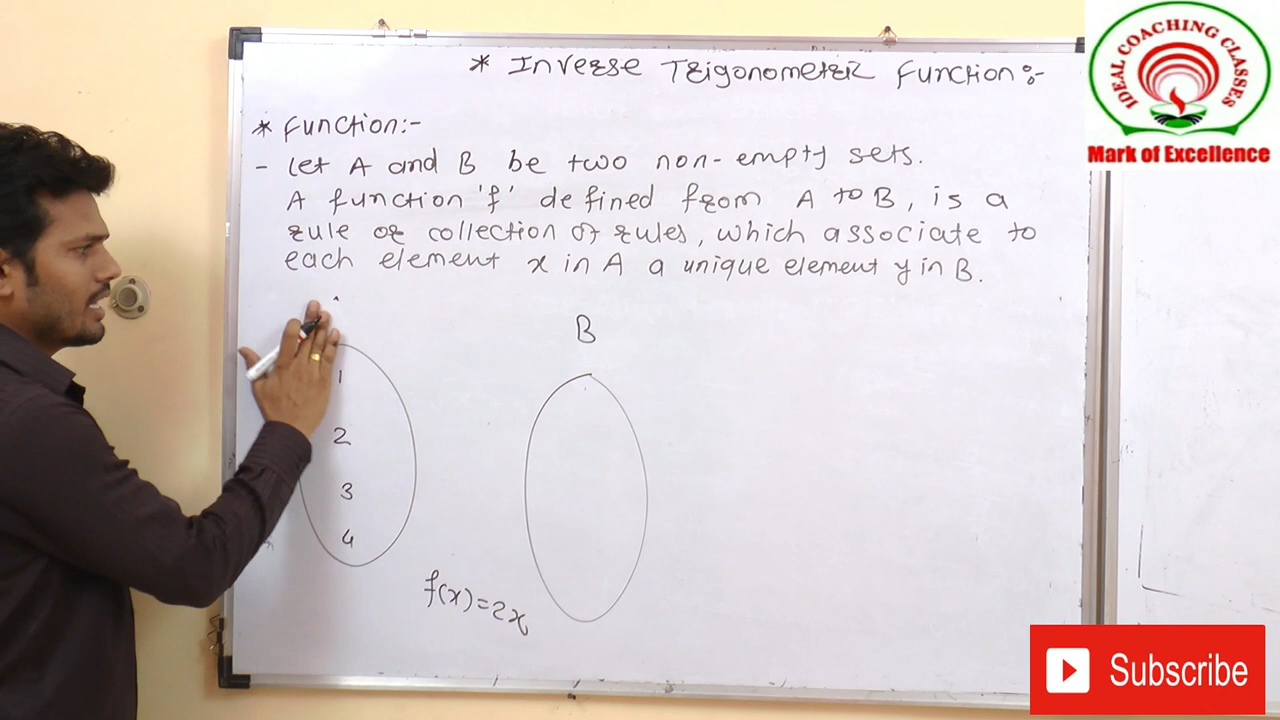 * Inverse Trigonometric Function :-
* Function:-
- Let A and B be two non-empty sets.
A function 'f' defined from A to B, is a
rule or collection of rules, which associate to
each element x in A a unique element y in B.
B
1
2
3
4
f(x)=2x
IDEAL COACHING CLASSES
Mark of Excellence
Subscribe